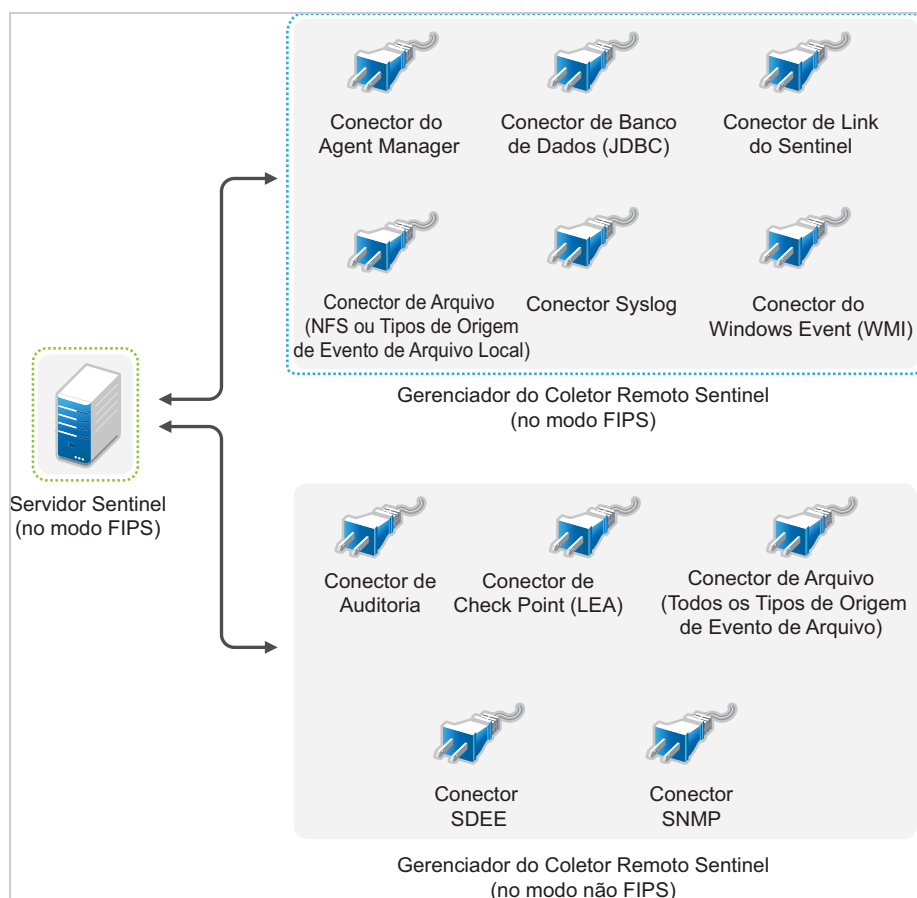 Conector do
Agent Manager
Conector de Banco
de Dados (JDBC)
Conector de Link
do Sentinel
Conector de Arquivo
(NFS ou Tipos de Origem
de Evento de Arquivo Local)
Conector Syslog
Conector do
Windows Event (WMI)
Gerenciador do Coletor Remoto Sentinel
(no modo FIPS)
Servidor Sentinel
(no modo FIPS)
Conector de
Auditoria
Conector de
Check Point (LEA)
Conector de Arquivo
(Todos os Tipos de Origem
de Evento de Arquivo)
Conector
SDEE
Conector
SNMP
Gerenciador do Coletor Remoto Sentinel
(no modo não FIPS)